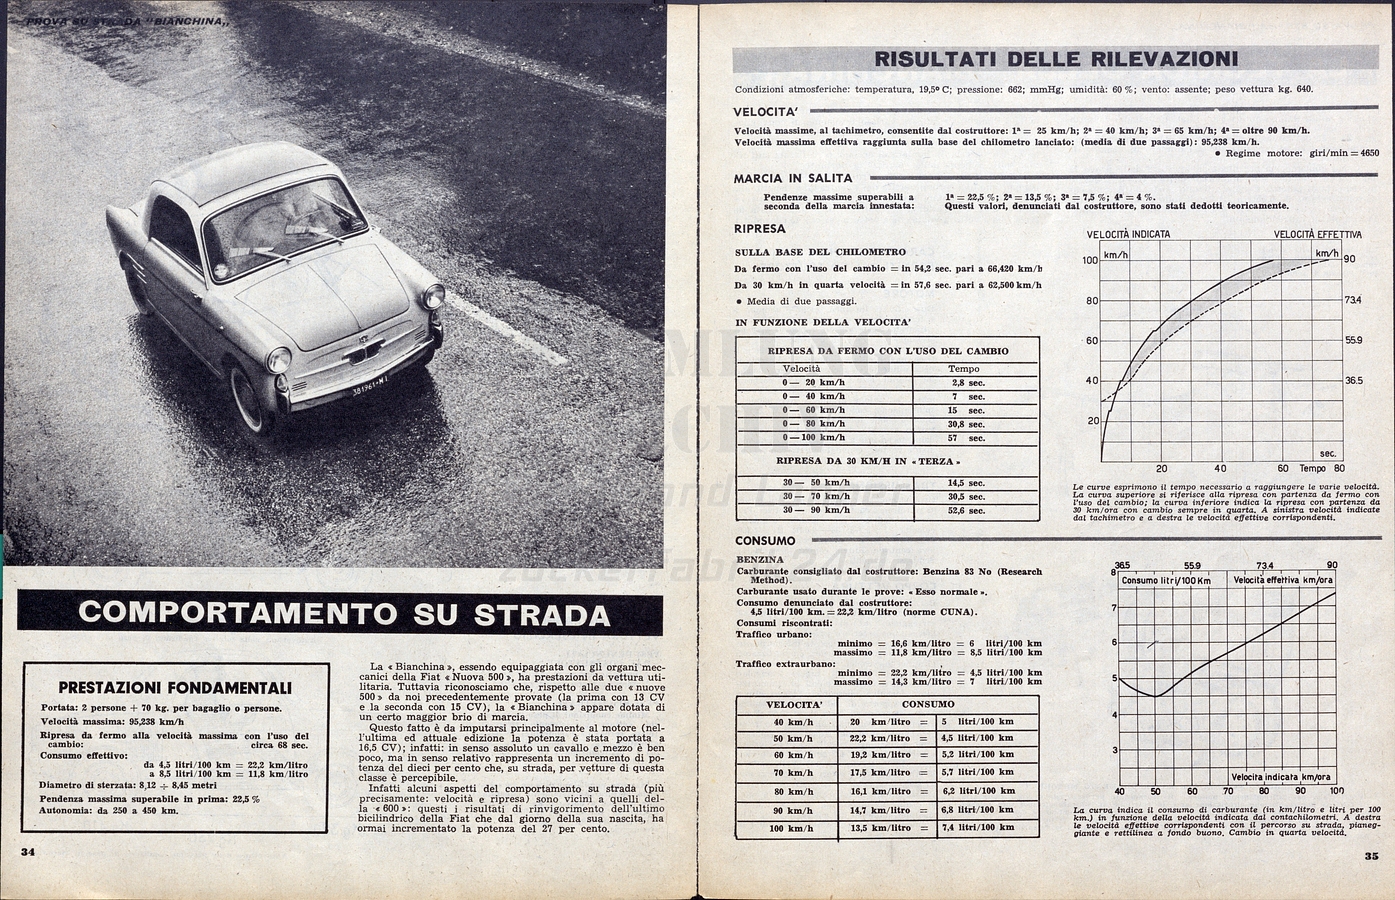 PROVA SU STRADA "BIANCHINA,,
381961-MI
COMPORTAMENTO SU STRADA
PRESTAZIONI FONDAMENTALI
Portata: 2 persone + 70 kg. per bagaglio o persone.
Velocità massima: 95,238 km/h
Ripresa da fermo alla velocità massima con l'uso del
cambio: circa 68 sec.
Consumo effettivo:
da 4,5 litri/100 km = 22,2 km/litro
a 8,5 litri/100 km = 11,8 km/litro
Diametro di sterzata: 8,12 ÷ 8,45 metri
Pendenza massima superabile in prima: 22,5 %
Autonomia: da 250 a 450 km.
La « Bianchina », essendo equipaggiata con gli organi mec-
canici della Fiat « Nuova 500 », ha prestazioni da vettura uti-
litaria. Tuttavia riconosciamo che, rispetto alle due « nuove
500 » da noi precedentemente provate (la prima con 13 CV
e la seconda con 15 CV), la « Bianchina » appare dotata di
un certo maggior brio di marcia.
Questo fatto è da imputarsi principalmente al motore (nel-
l'ultima ed attuale edizione la potenza è stata portata a
16,5 CV); infatti: in senso assoluto un cavallo e mezzo è ben
poco, ma in senso relativo rappresenta un incremento di po-
tenza del dieci per cento che, su strada, per vetture di questa
classe è percepibile.
Infatti alcuni aspetti del comportamento su strada (più
precisamente: velocità e ripresa) sono vicini a quelli del-
la « 600 »: questi i risultati di rinvigorimento dell'ultimo
bicilindrico della Fiat che dal giorno della sua nascita, ha
ormai incrementato la potenza del 27 per cento.
34
RISULTATI DELLE RILEVAZIONI
Condizioni atmosferiche: temperatura, 19,5° C; pressione: 662; mmHg; umidità: 60 %; vento: assente; peso vettura kg. 640.
VELOCITA'
Velocità massime, al tachimetro, consentite dal costruttore: 1ª = 25 km/h; 2ª = 40 km/h; 3ª = 65 km/h; 4ª = oltre 90 km/h.
Velocità massima effettiva raggiunta sulla base del chilometro lanciato: (media di due passaggi): 95,238 km/h.
• Regime motore: giri/min = 4650
MARCIA IN SALITA
Pendenze massime superabili a 1ª = 22,5 %; 2ª = 13,5 %; 3ª = 7,5 %; 4ª = 4 %.
seconda della marcia innestata: Questi valori, denunciati dal costruttore, sono stati dedotti teoricamente.
RIPRESA
SULLA BASE DEL CHILOMETRO
Da fermo con l'uso del cambio = in 54,2 sec. pari a 66,420 km/h
Da 30 km/h in quarta velocità = in 57,6 sec. pari a 62,500 km/h
• Media di due passaggi.
IN FUNZIONE DELLA VELOCITA'
RIPRESA DA FERMO CON L'USO DEL CAMBIO
Velocità Tempo
0 — 20 km/h 2,8 sec.
0 — 40 km/h 7 sec.
0 — 60 km/h 15 sec.
0 — 80 km/h 30,8 sec.
0 — 100 km/h 57 sec.
RIPRESA DA 30 KM/H IN « TERZA »
30 — 50 km/h 14,5 sec.
30 — 70 km/h 30,5 sec.
30 — 90 km/h 52,6 sec.
VELOCITÀ INDICATA VELOCITÀ EFFETTIVA
km/h km/h
100 90
80 73.4
60 55.9
40 36.5
20
sec.
20 40 60 Tempo 80
Le curve esprimono il tempo necessario a raggiungere le varie velocità.
La curva superiore si riferisce alla ripresa con partenza da fermo con
l'uso del cambio; la curva inferiore indica la ripresa con partenza da
30 km/ora con cambio sempre in quarta. A sinistra velocità indicate
dal tachimetro e a destra le velocità effettive corrispondenti.
CONSUMO
BENZINA
Carburante consigliato dal costruttore: Benzina 83 No (Research
Method).
Carburante usato durante le prove: « Esso normale ».
Consumo denunciato dal costruttore:
4,5 litri/100 km. = 22,2 km/litro (norme CUNA).
Consumi riscontrati:
Traffico urbano:
minimo = 16,6 km/litro = 6 litri/100 km
massimo = 11,8 km/litro = 8,5 litri/100 km
Traffico extraurbano:
minimo = 22,2 km/litro = 4,5 litri/100 km
massimo = 14,3 km/litro = 7 litri/100 km
VELOCITA' CONSUMO
40 km/h 20 km/litro = 5 litri/100 km
50 km/h 22,2 km/litro = 4,5 litri/100 km
60 km/h 19,2 km/litro = 5,2 litri/100 km
70 km/h 17,5 km/litro = 5,7 litri/100 km
80 km/h 16,1 km/litro = 6,2 litri/100 km
90 km/h 14,7 km/litro = 6,8 litri/100 km
100 km/h 13,5 km/litro = 7,4 litri/100 km
36.5 55.9 73.4 90
Consumo litri/100 Km Velocità effettiva km/ora
8
7
6
5
4
3
Velocità indicata km/ora
40 50 60 70 80 90 100
La curva indica il consumo di carburante (in km/litro e litri per 100
km.) in funzione della velocità indicata dal contachilometri. A destra
le velocità effettive corrispondenti con il percorso su strada, pianeg-
giante e rettilinea a fondo buono. Cambio in quarta velocità.
35